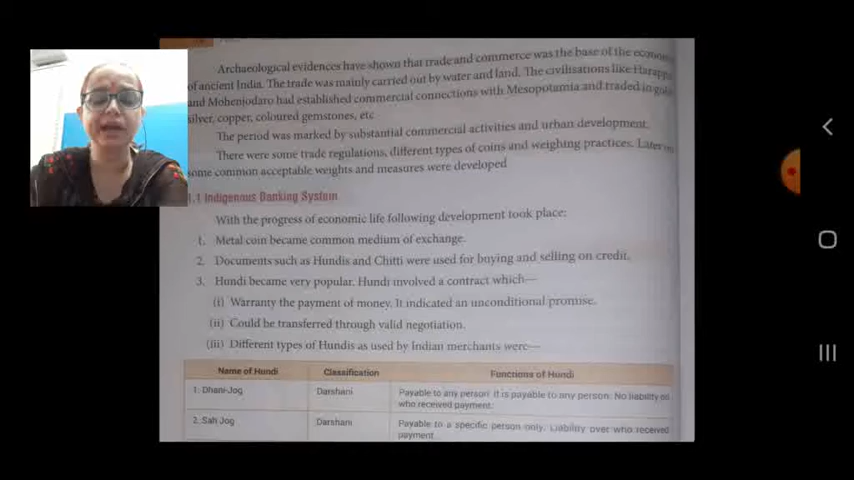 Archaeological evidences have shown that trade and commerce was the base of the
of ancient India. The trade was mainly carried out by water and land. The civilisations like Harappa
and Mohenjodaro had established commercial connections with Mesopotamia and traded in gold
silver, copper, coloured gemstones, etc
The period was marked by substantial commercial activities and urban development.
There were some trade regulations, different types of coins and weighting practices. Later on
some common acceptable weights and measures were developed
1.1 Indigenous Banking System
With the progress of economic life following development took place:
1. Metal coin became common medium of exchange.
2. Documents such as Hundis and Chitti were used for buying and selling on credit.
3. Hundi became very popular. Hundi involved a contract which—
(i) Warranty the payment of money. It indicated an unconditional promise.
(ii) Could be transferred through valid negotiation.
(iii) Different types of Hundis as used by Indian merchants were—
Name of Hundi Classification Functions of Hundi
1. Dhani-Jog Darshani Payable to any person. It is payable to any person. No liability
who received payment.
2. Sah Jog Darshani Payable to a specific person only. Liability over who received
payment